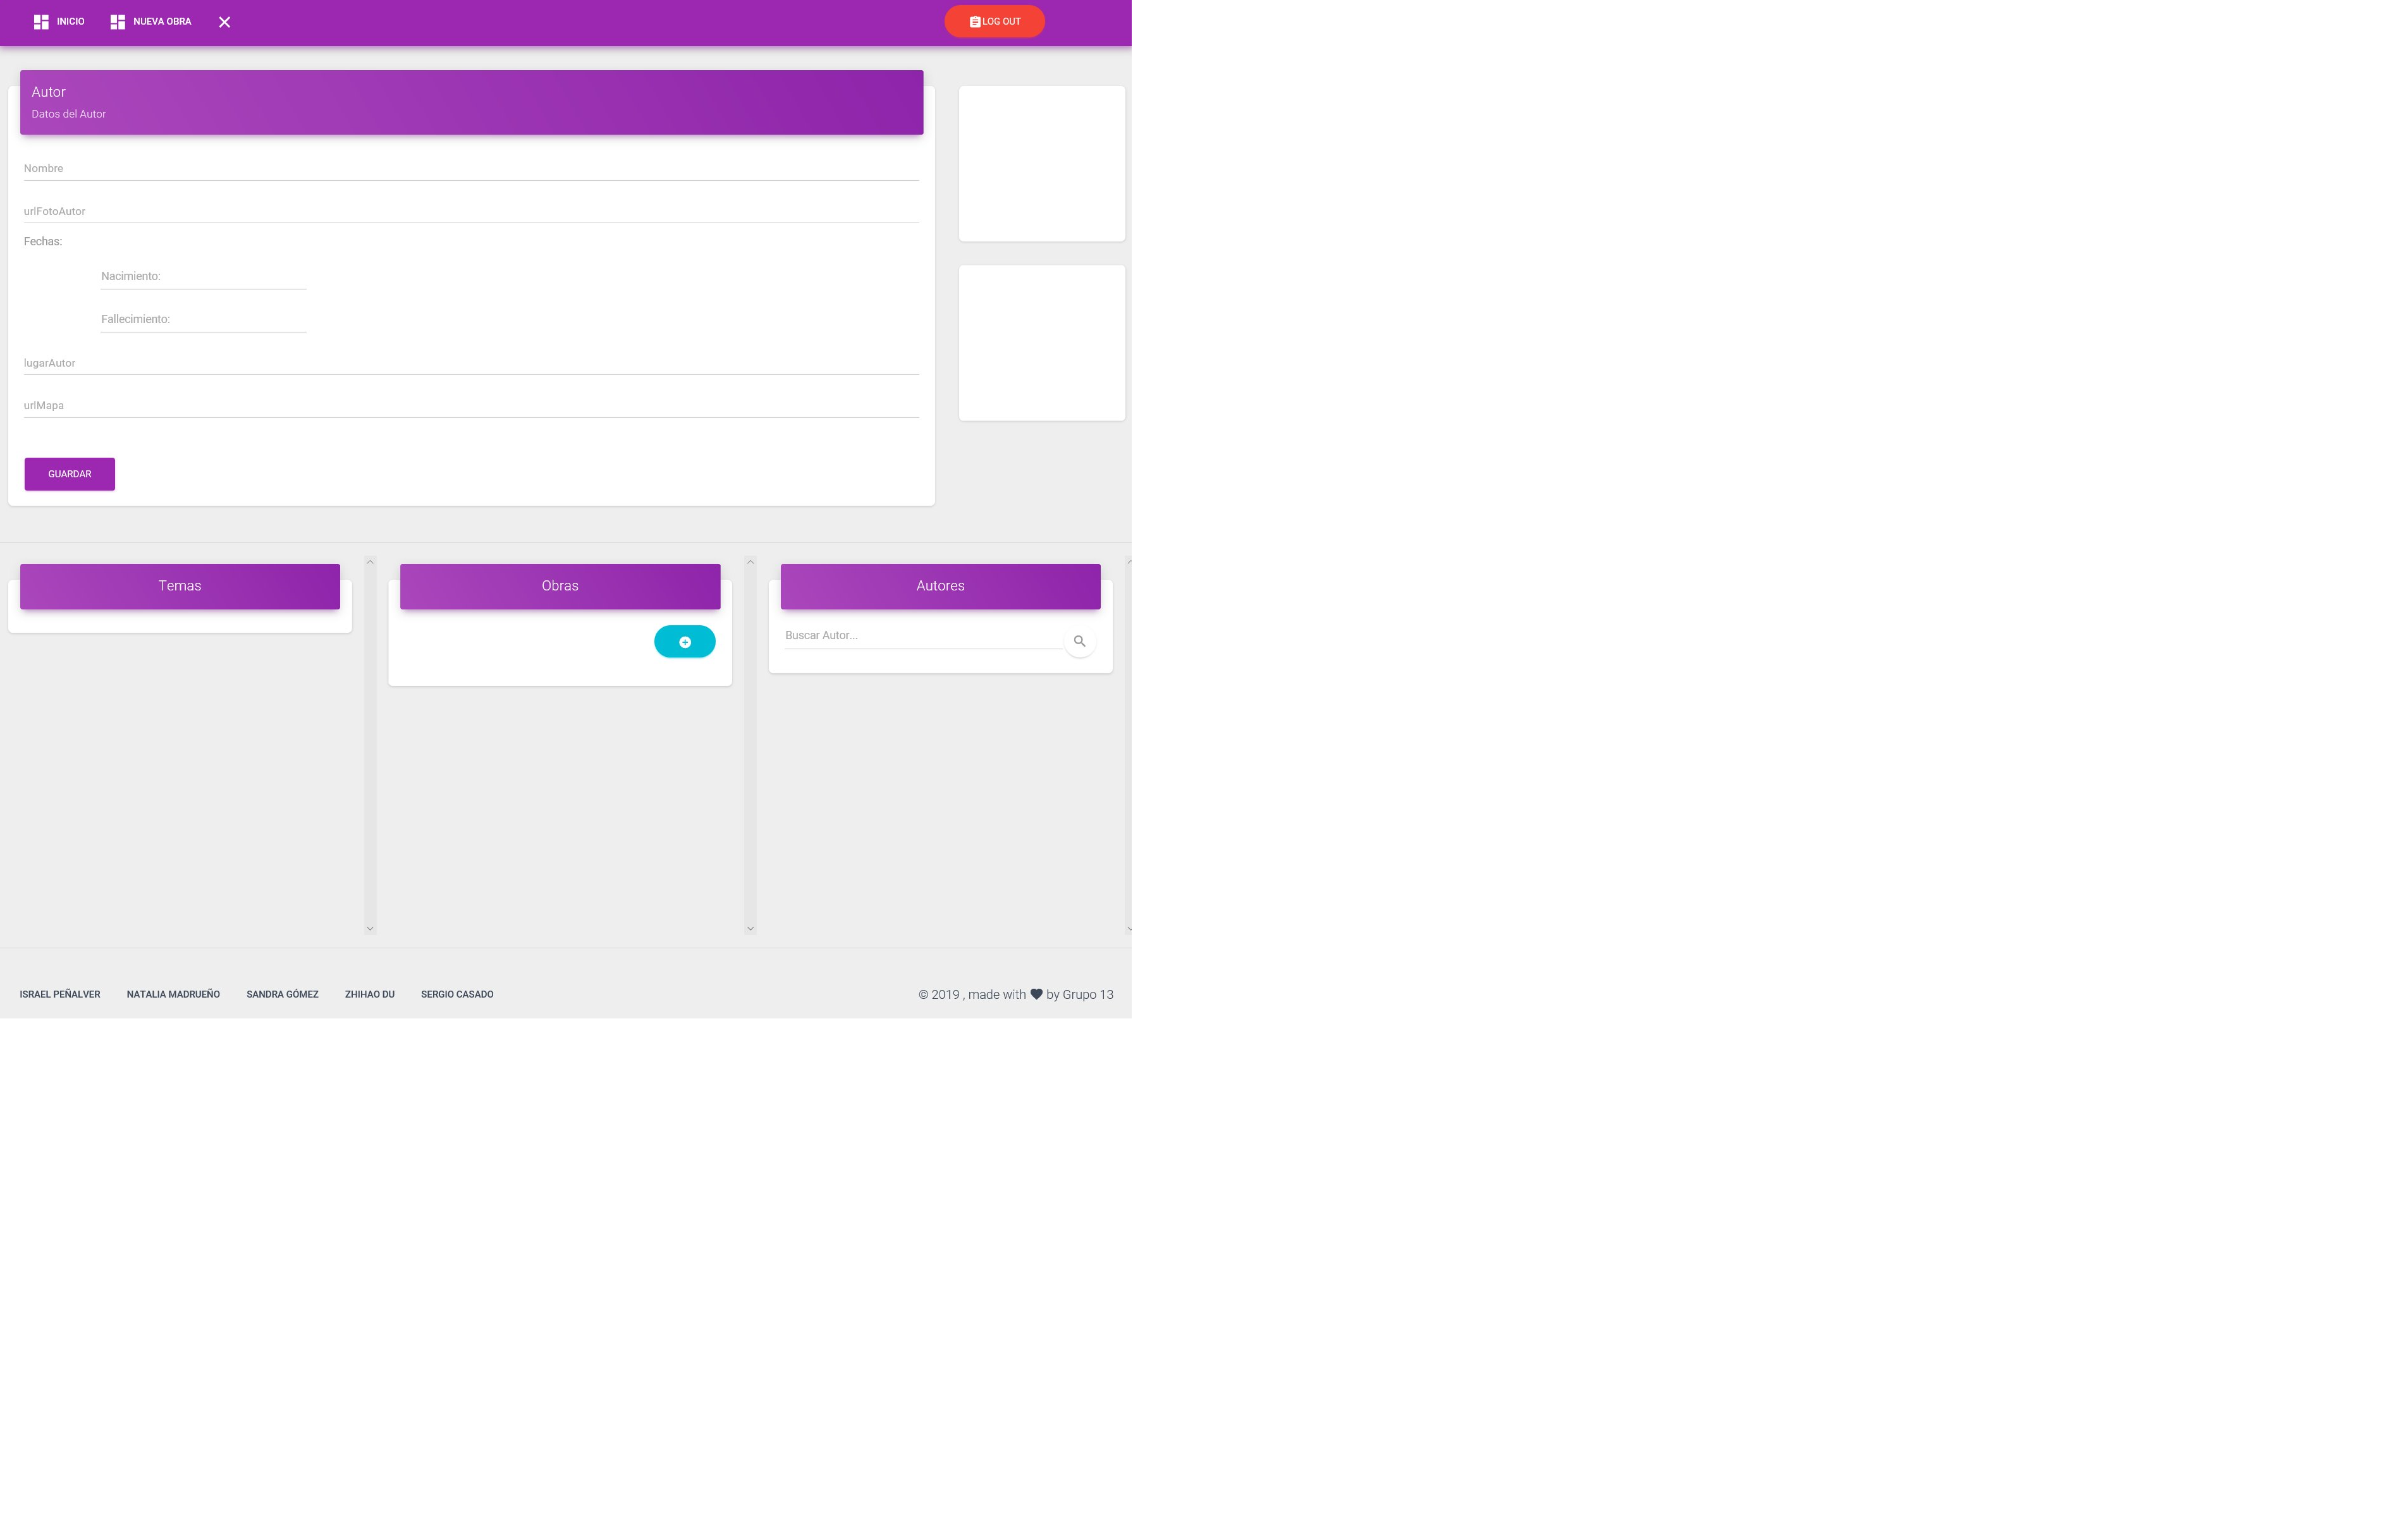 INICIO
NUEVA OBRA
LOG OUT
Autor
Datos del Autor
Nombre
urlFotoAutor
Fechas:
Nacimiento:
Fallecimiento:
lugarAutor
urlMapa
GUARDAR
Temas
Obras
Autores
Buscar Autor...
ISRAEL PEÑALVER
NATALIA MADRUEÑO
SANDRA GÓMEZ
ZHIHAO DU
SERGIO CASADO
© 2019 , made with ♥ by Grupo 13